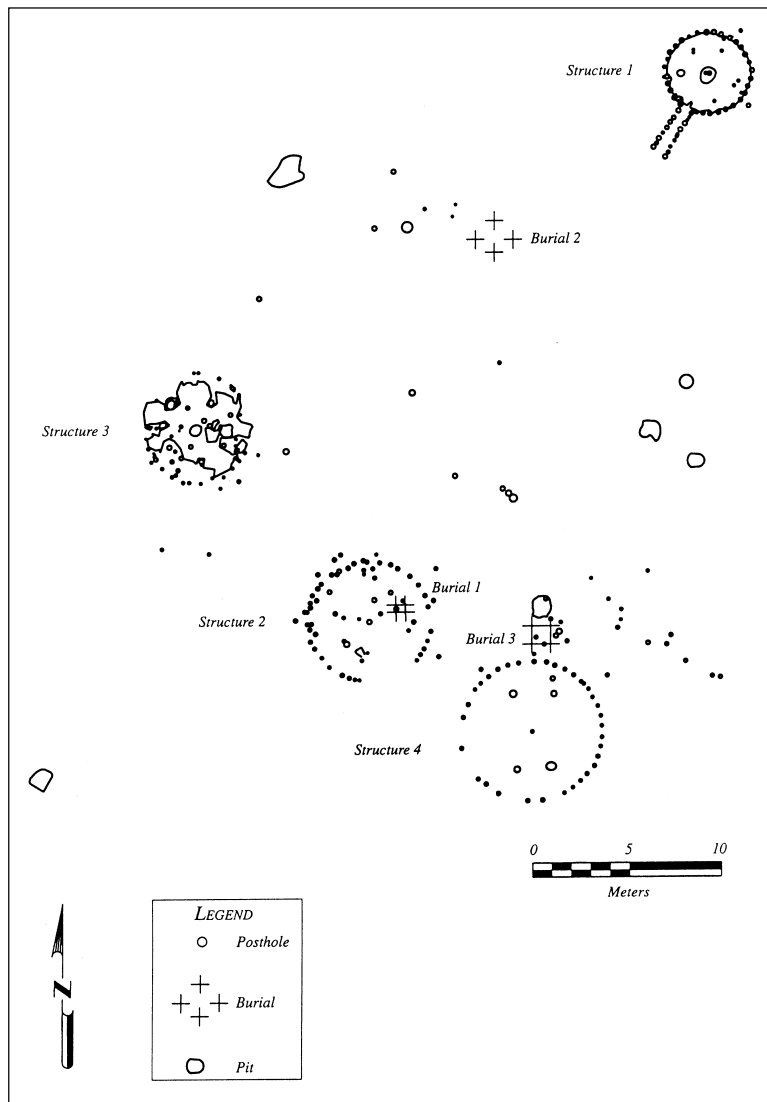 Structure 1
Burial 2
Structure 3
Burial 1
Structure 2
Burial 3
Structure 4
0 5 10
Meters
LEGEND
Posthole
Burial
Pit
N